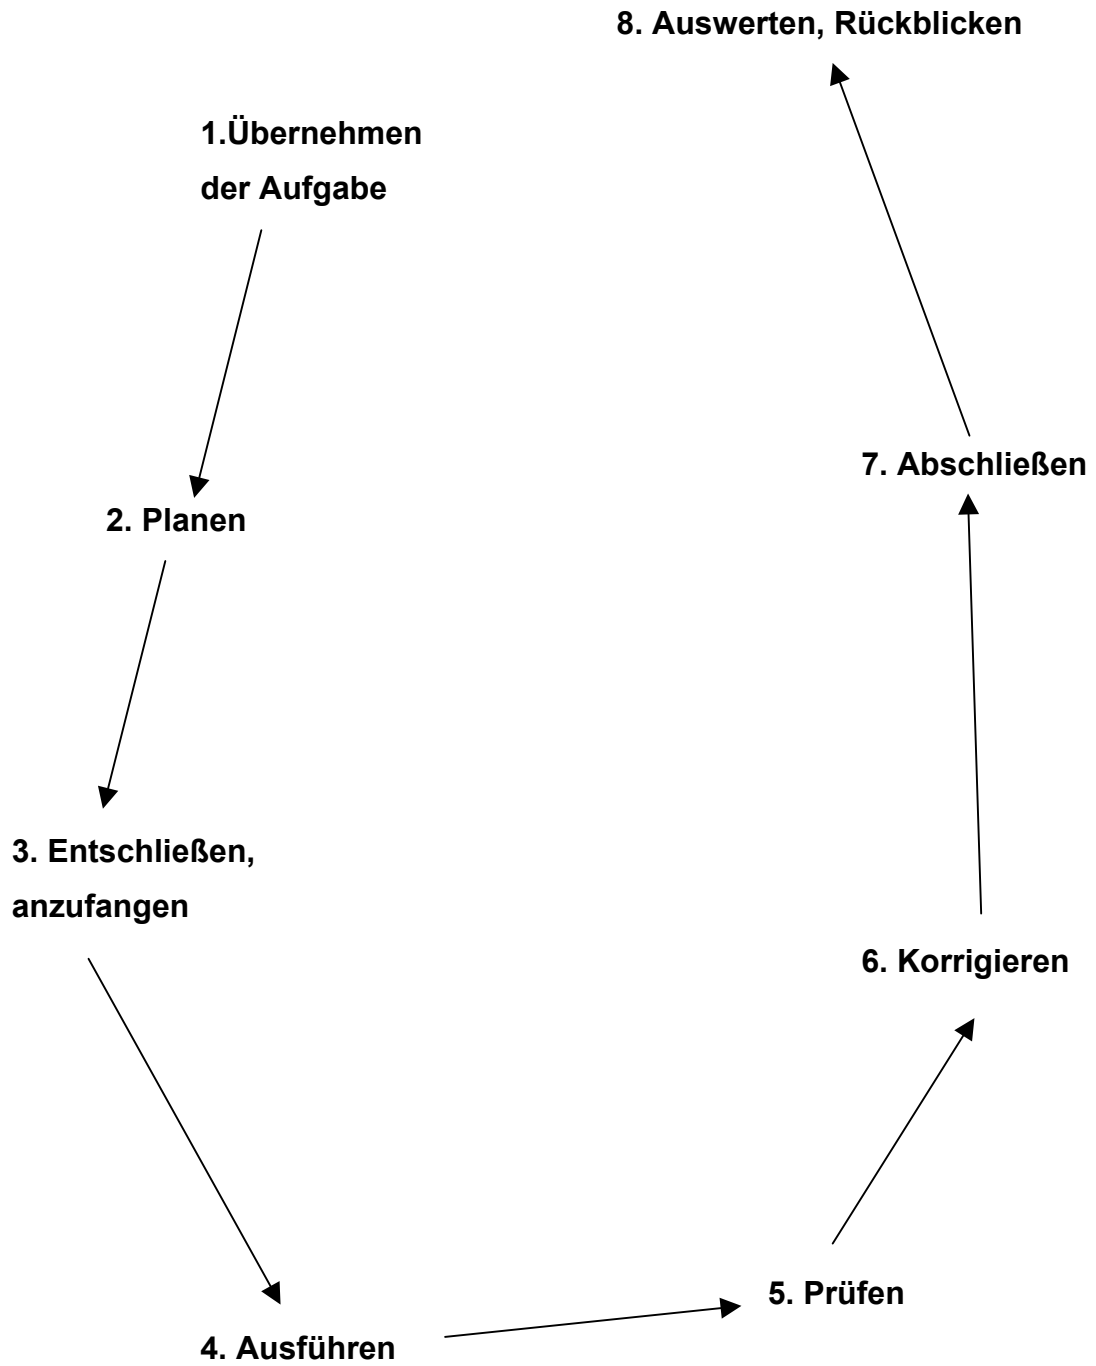 8. Auswerten, Rückblicken
1.Übernehmen
der Aufgabe
7. Abschließen
2. Planen
3. Entschließen,
anzufangen
6. Korrigieren
5. Prüfen
4. Ausführen